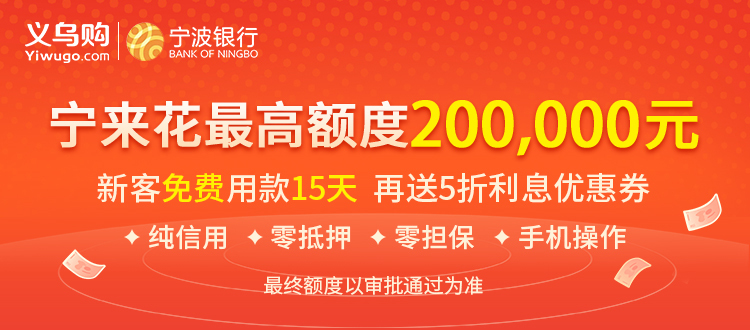 义乌购 宁波银行
Yiwugo.com BANK OF NINGBO
宁来花最高额度200,000元
新客免费用款15天 再送5折利息优惠券
纯信用 零抵押 零担保 手机操作
最终额度以审批通过为准